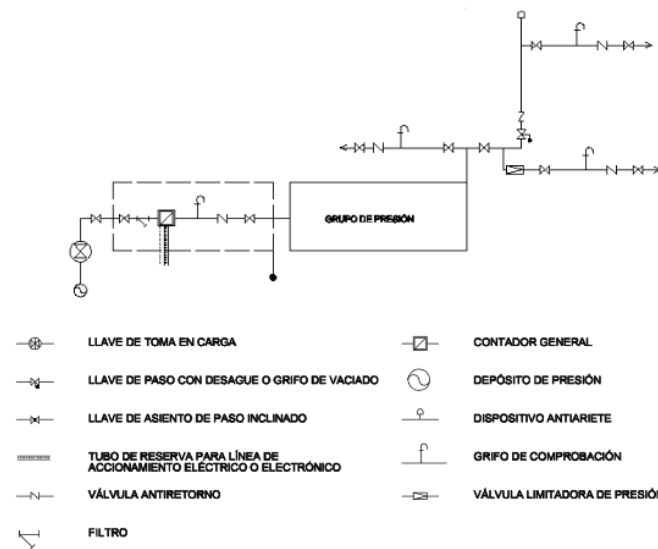 GRUPO DE PRESIÓN
LLAVE DE TOMA EN CARGA
LLAVE DE PASO CON DESAGUE O GRIFO DE VACIADO
LLAVE DE ASIENTO DE PASO INCLINADO
TUBO DE RESERVA PARA LÍNEA DE
ACCIONAMIENTO ELÉCTRICO O ELECTRÓNICO
VÁLVULA ANTIRETORNO
FILTRO
CONTADOR GENERAL
DEPÓSITO DE PRESIÓN
DISPOSITIVO ANTIARIETE
GRIFO DE COMPROBACIÓN
VÁLVULA LIMITADORA DE PRESIÓ